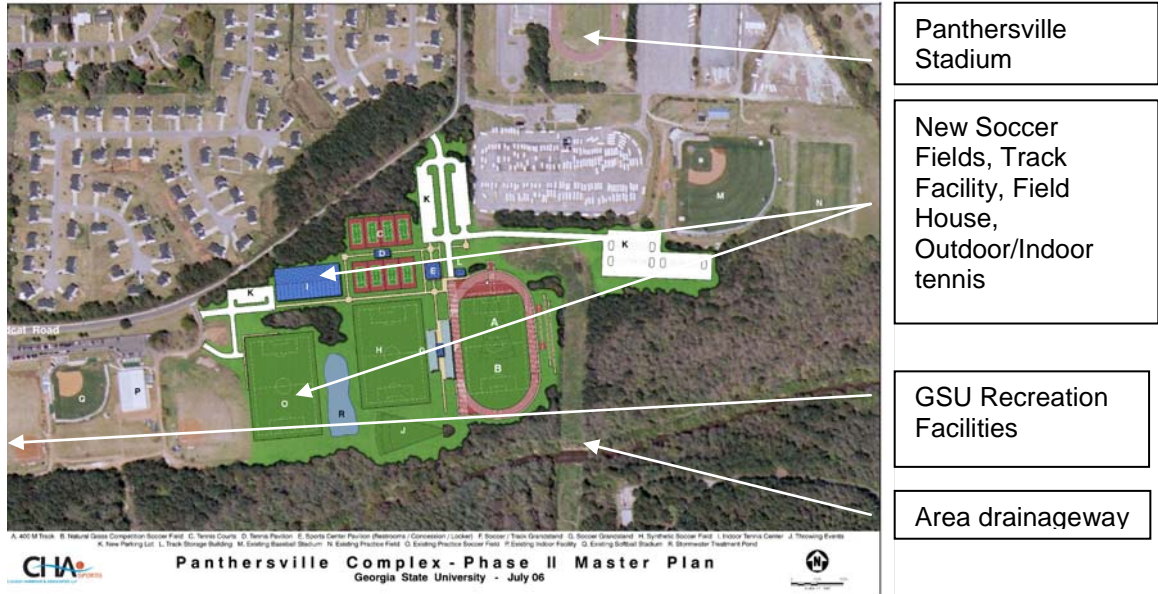 Panthersville
Stadium
New Soccer
Fields, Track
Facility, Field
House,
Outdoor/Indoor
tennis
GSU Recreation
Facilities
Area drainageway
K
C
D
M
N
K
E
L
I
K
A
dcat Road
H
G
B
Q
P
O
R
J
A. 400 M Track B. Natural Grass Competition Soccer Field C. Tennis Courts D. Tennis Pavilion E. Sports Center Pavilion (Restrooms / Concession / Locker) F. Soccer / Track Grandstand G. Soccer Grandstand H. Synthetic Soccer Field I. Indoor Tennis Center J. Throwing Events
K. New Parking Lot L. Track Storage Building M. Existing Baseball Stadium N. Existing Practice Field O. Existing Practice Soccer Field P. Existing Indoor Facility Q. Existing Softball Stadium R. Stormwater Treatment Pond
CHA SPORTS
Panthersville Complex - Phase II Master Plan
Georgia State University - July 06
N